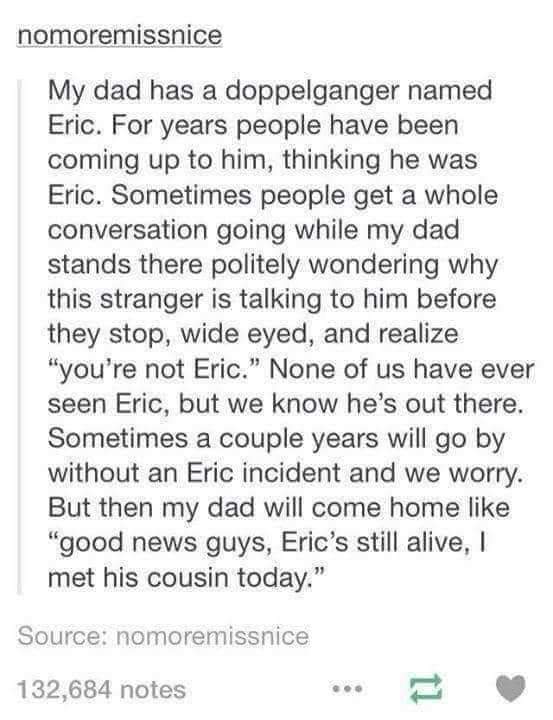 nomoremissnice
My dad has a doppelganger named
Eric. For years people have been
coming up to him, thinking he was
Eric. Sometimes people get a whole
conversation going while my dad
stands there politely wondering why
this stranger is talking to him before
they stop, wide eyed, and realize
“you’re not Eric.” None of us have ever
seen Eric, but we know he’s out there.
Sometimes a couple years will go by
without an Eric incident and we worry.
But then my dad will come home like
“good news guys, Eric’s still alive, I
met his cousin today.”
Source: nomoremissnice
132,684 notes